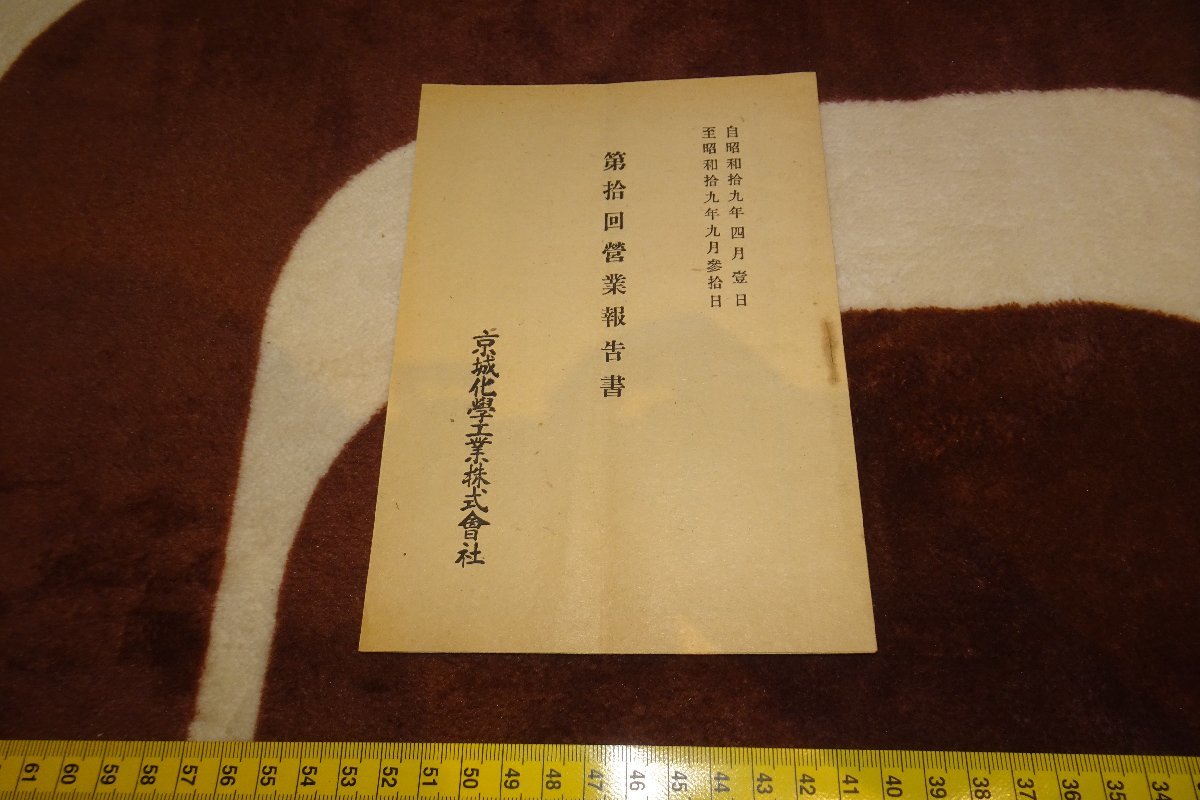 自昭和拾九年四月壹日
至昭和拾九年九月參拾日
第拾回營業報告書
京城化學工業株式會社
61 60 59 58 57 56 55 54 53 52 51 50 49 48 47 46 45 44 43 42 41 40 39 38 37 36 35 34